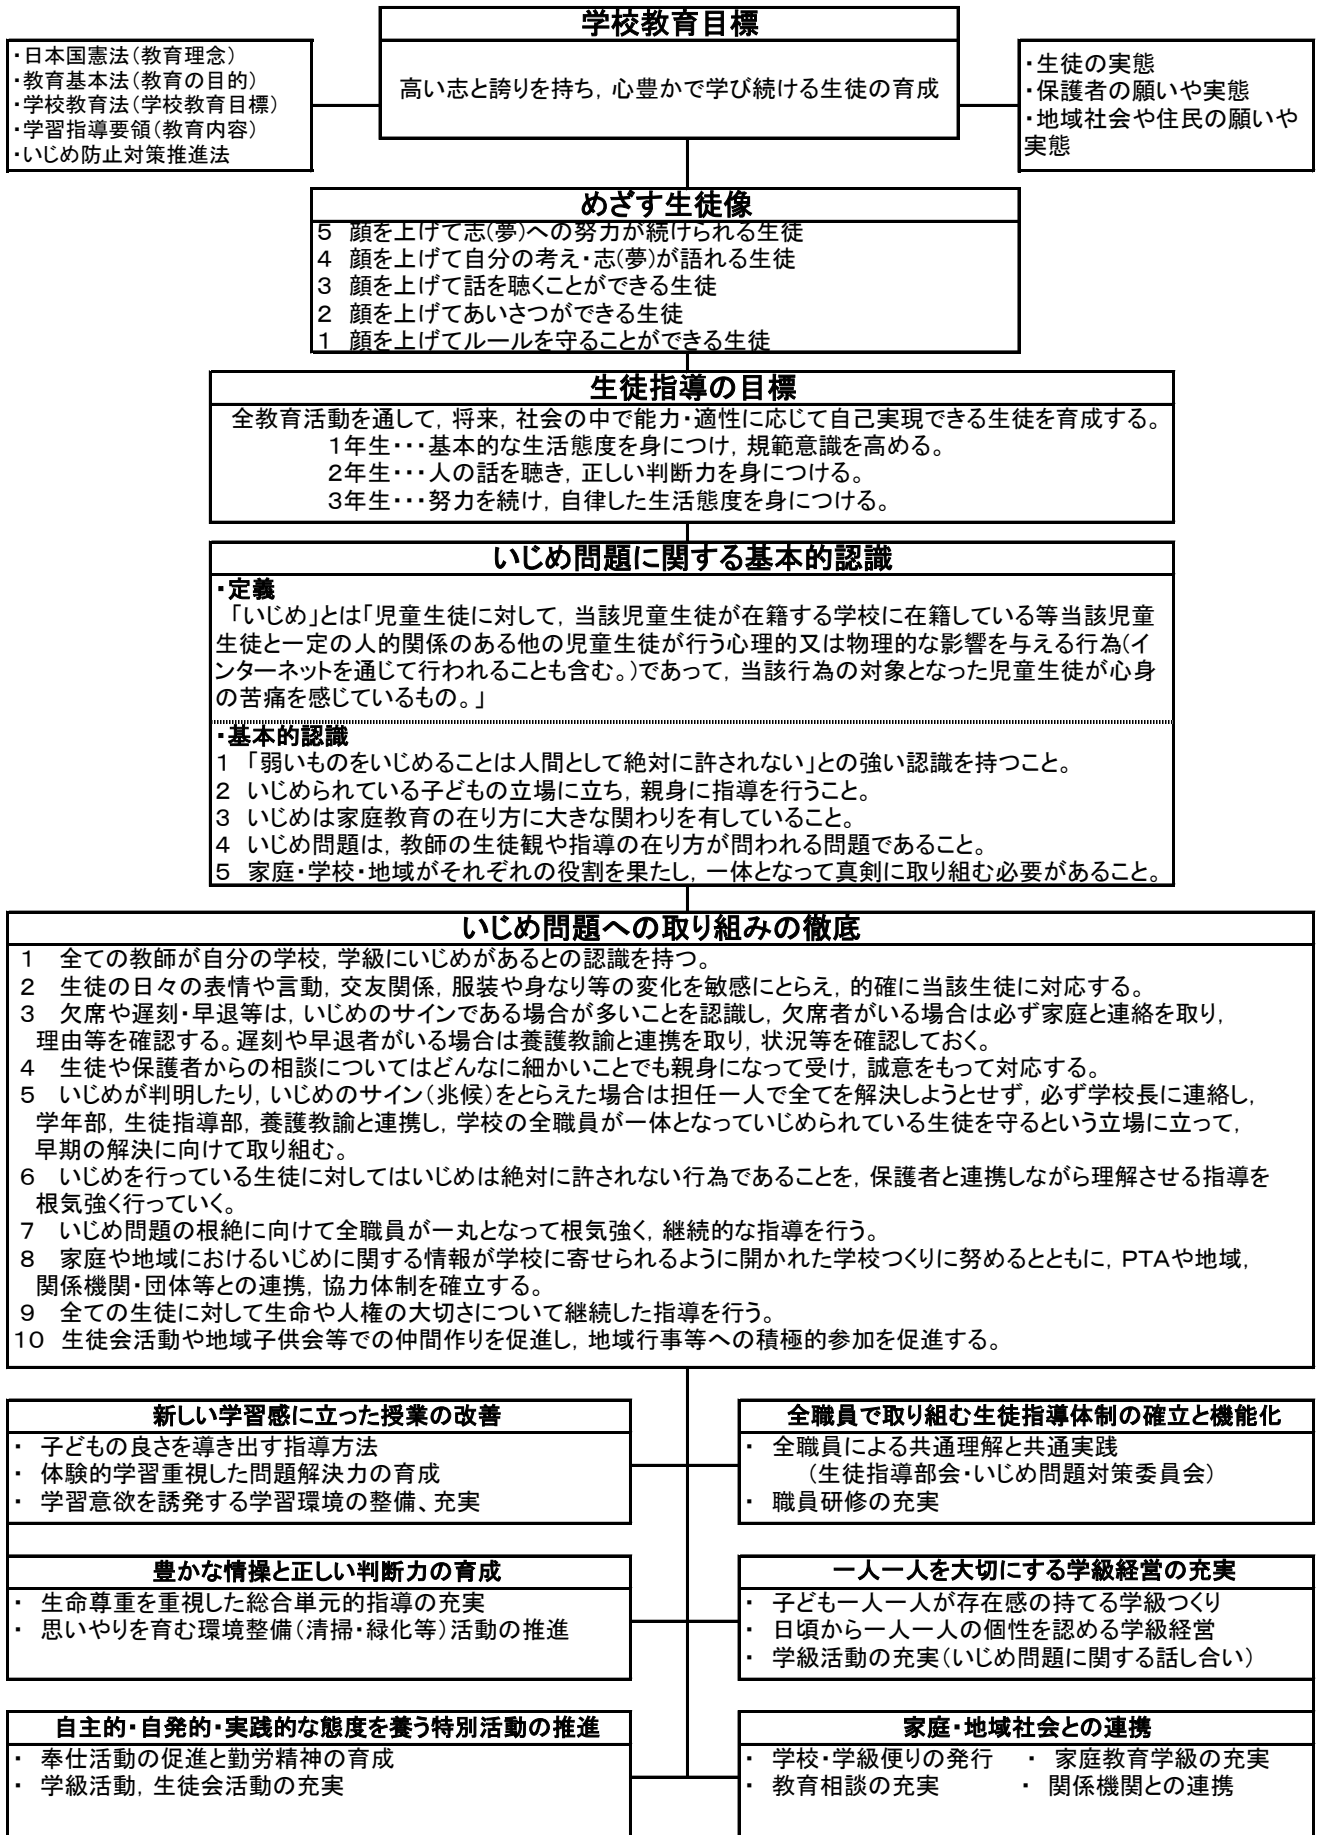 学校教育目標
高い志と誇りを持ち，心豊かで学び続ける生徒の育成
・日本国憲法（教育理念）
・教育基本法（教育の目的）
・学校教育法（学校教育目標）
・学習指導要領（教育内容）
・いじめ防止対策推進法
・生徒の実態
・保護者の願いや実態
・地域社会や住民の願いや
実態
めざす生徒像
５　顔を上げて志(夢)への努力が続けられる生徒
４　顔を上げて自分の考え・志(夢)が語れる生徒
３　顔を上げて話を聴くことができる生徒
２　顔を上げてあいさつができる生徒
１　顔を上げてルールを守ることができる生徒
生徒指導の目標
全教育活動を通して，将来，社会の中で能力・適性に応じて自己実現できる生徒を育成する。
１年生・・・基本的な生活態度を身につけ，規範意識を高める。
２年生・・・人の話を聴き，正しい判断力を身につける。
３年生・・・努力を続け，自律した生活態度を身につける。
いじめ問題に関する基本的認識
・定義
「いじめ」とは「児童生徒に対して，当該児童生徒が在籍する学校に在籍している等当該児童
生徒と一定の人的関係のある他の児童生徒が行う心理的又は物理的な影響を与える行為(イ
ンターネットを通じて行われることも含む。)であって，当該行為の対象となった児童生徒が心身
の苦痛を感じているもの。」
・基本的認識
１　「弱いものをいじめることは人間として絶対に許されない」との強い認識を持つこと。
２　いじめられている子どもの立場に立ち，親身に指導を行うこと。
３　いじめは家庭教育の在り方に大きな関わりを有していること。
４　いじめ問題は，教師の生徒観や指導の在り方が問われる問題であること。
５　家庭・学校・地域がそれぞれの役割を果たし，一体となって真剣に取り組む必要があること。
いじめ問題への取り組みの徹底
１　全ての教師が自分の学校，学級にいじめがあるとの認識を持つ。
２　生徒の日々の表情や言動，交友関係，服装や身なり等の変化を敏感にとらえ，的確に当該生徒に対応する。
３　欠席や遅刻・早退等は，いじめのサインである場合が多いことを認識し，欠席者がいる場合は必ず家庭と連絡を取り，
理由等を確認する。遅刻や早退者がいる場合は養護教諭と連携を取り，状況等を確認しておく。
４　生徒や保護者からの相談についてはどんなに細かいことでも親身になって受け，誠意をもって対応する。
５　いじめが判明したり，いじめのサイン（兆候）をとらえた場合は担任一人で全てを解決しようとせず，必ず学校長に連絡し，
学年部，生徒指導部，養護教諭と連携し，学校の全職員が一体となっていじめられている生徒を守るという立場に立って，
早期の解決に向けて取り組む。
６　いじめを行っている生徒に対してはいじめは絶対に許されない行為であることを，保護者と連携しながら理解させる指導を
根気強く行っていく。
７　いじめ問題の根絶に向けて全職員が一丸となって根気強く，継続的な指導を行う。
８　家庭や地域におけるいじめに関する情報が学校に寄せられるように開かれた学校つくりに努めるとともに，ＰＴＡや地域，
関係機関・団体等との連携，協力体制を確立する。
９　全ての生徒に対して生命や人権の大切さについて継続した指導を行う。
１０　生徒会活動や地域子供会等での仲間作りを促進し，地域行事等への積極的参加を促進する。
新しい学習感に立った授業の改善
・　子どもの良さを導き出す指導方法
・　体験的学習重視した問題解決力の育成
・　学習意欲を誘発する学習環境の整備、充実
全職員で取り組む生徒指導体制の確立と機能化
・　全職員による共通理解と共通実践
（生徒指導部会・いじめ問題対策委員会）
・　職員研修の充実
豊かな情操と正しい判断力の育成
・　生命尊重を重視した総合単元的指導の充実
・　思いやりを育む環境整備（清掃・緑化等）活動の推進
一人一人を大切にする学級経営の充実
・　子ども一人一人が存在感の持てる学級つくり
・　日頃から一人一人の個性を認める学級経営
・　学級活動の充実（いじめ問題に関する話し合い）
自主的・自発的・実践的な態度を養う特別活動の推進
・　奉仕活動の促進と勤労精神の育成
・　学級活動，生徒会活動の充実
家庭・地域社会との連携
・　学校・学級便りの発行　・　家庭教育学級の充実
・　教育相談の充実　・　関係機関との連携